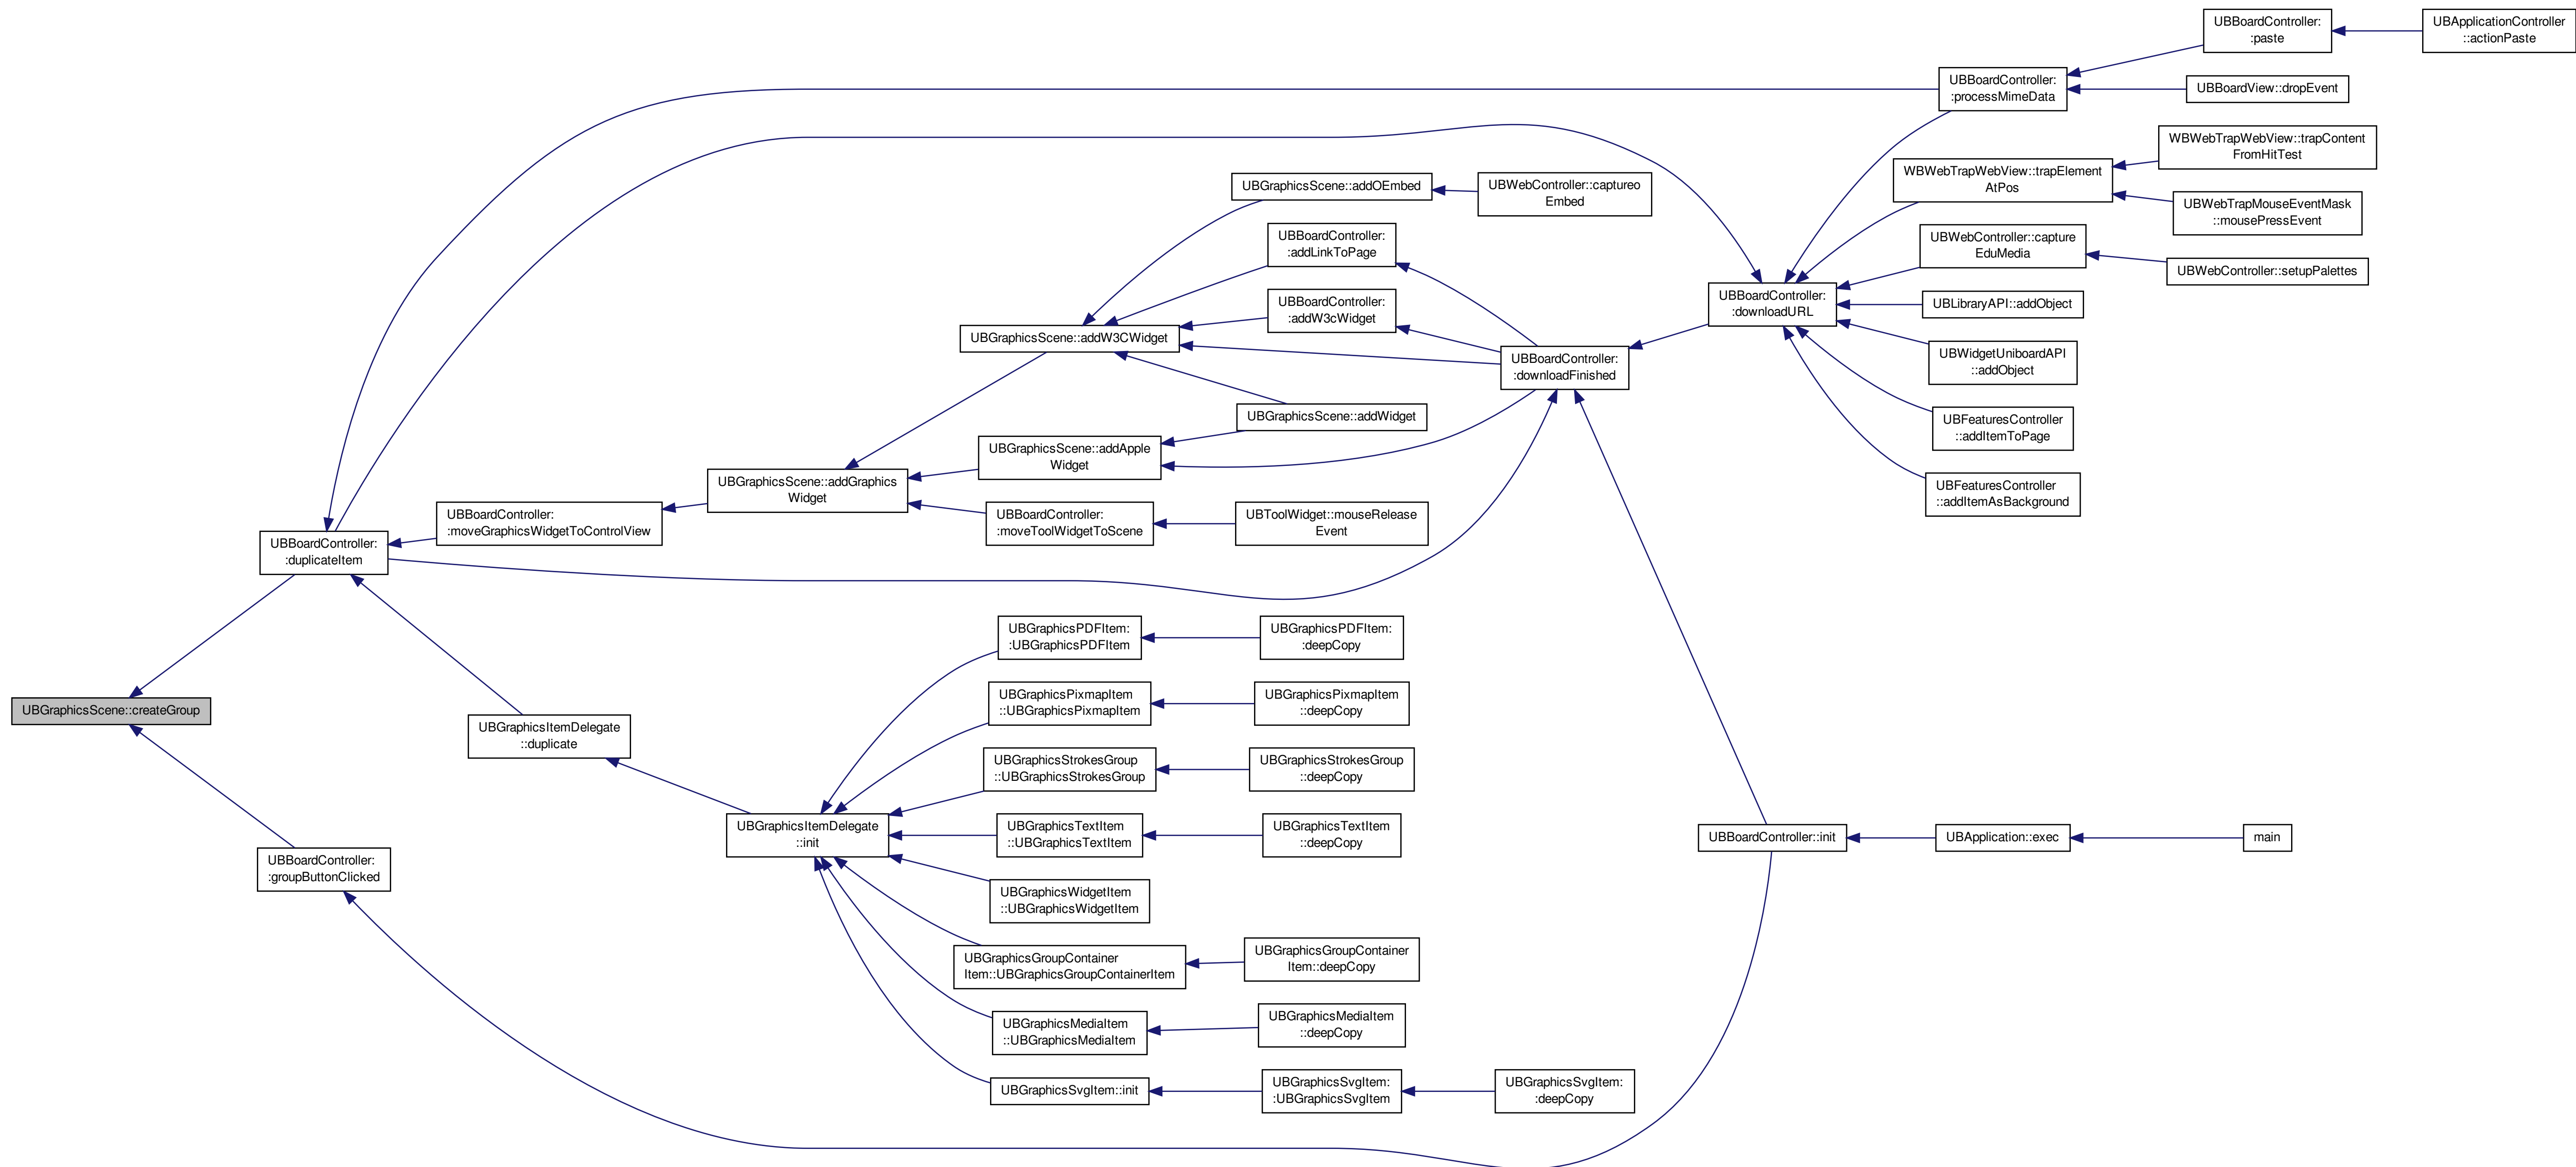 UBBoardController:
:paste
UBApplicationController
::actionPaste
UBBoardController:
:processMimeData
UBBoardView::dropEvent
WBWebTrapWebView::trapContent
FromHitTest
WBWebTrapWebView::trapElement
AtPos
UBWebTrapMouseEventMask
::mousePressEvent
UBGraphicsScene::addOEmbed
UBWebController::captureo
Embed
UBBoardController:
:addLinkToPage
UBWebController::capture
EduMedia
UBWebController::setupPalettes
UBBoardController:
:addW3cWidget
UBBoardController:
:downloadURL
UBLibraryAPI::addObject
UBGraphicsScene::addW3CWidget
UBBoardController:
:downloadFinished
UBWidgetUniboardAPI
::addObject
UBGraphicsScene::addWidget
UBFeaturesController
::addItemToPage
UBGraphicsScene::addApple
Widget
UBGraphicsScene::addGraphics
Widget
UBFeaturesController
::addItemAsBackground
UBBoardController:
:moveGraphicsWidgetToControlView
UBBoardController:
:moveToolWidgetToScene
UBToolWidget::mouseRelease
Event
UBBoardController:
:duplicateItem
UBGraphicsPDFItem:
:UBGraphicsPDFItem
UBGraphicsPDFItem:
:deepCopy
UBGraphicsPixmapItem
::UBGraphicsPixmapItem
UBGraphicsPixmapItem
::deepCopy
UBGraphicsScene::createGroup
UBGraphicsItemDelegate
::duplicate
UBGraphicsStrokesGroup
::UBGraphicsStrokesGroup
UBGraphicsStrokesGroup
::deepCopy
UBGraphicsItemDelegate
::init
UBGraphicsTextItem
::UBGraphicsTextItem
UBGraphicsTextItem
::deepCopy
UBBoardController::init
UBApplication::exec
main
UBBoardController:
:groupButtonClicked
UBGraphicsWidgetItem
::UBGraphicsWidgetItem
UBGraphicsGroupContainer
Item::UBGraphicsGroupContainerItem
UBGraphicsGroupContainer
Item::deepCopy
UBGraphicsMediaItem
::UBGraphicsMediaItem
UBGraphicsMediaItem
::deepCopy
UBGraphicsSvgItem::init
UBGraphicsSvgItem:
:UBGraphicsSvgItem
UBGraphicsSvgItem:
:deepCopy